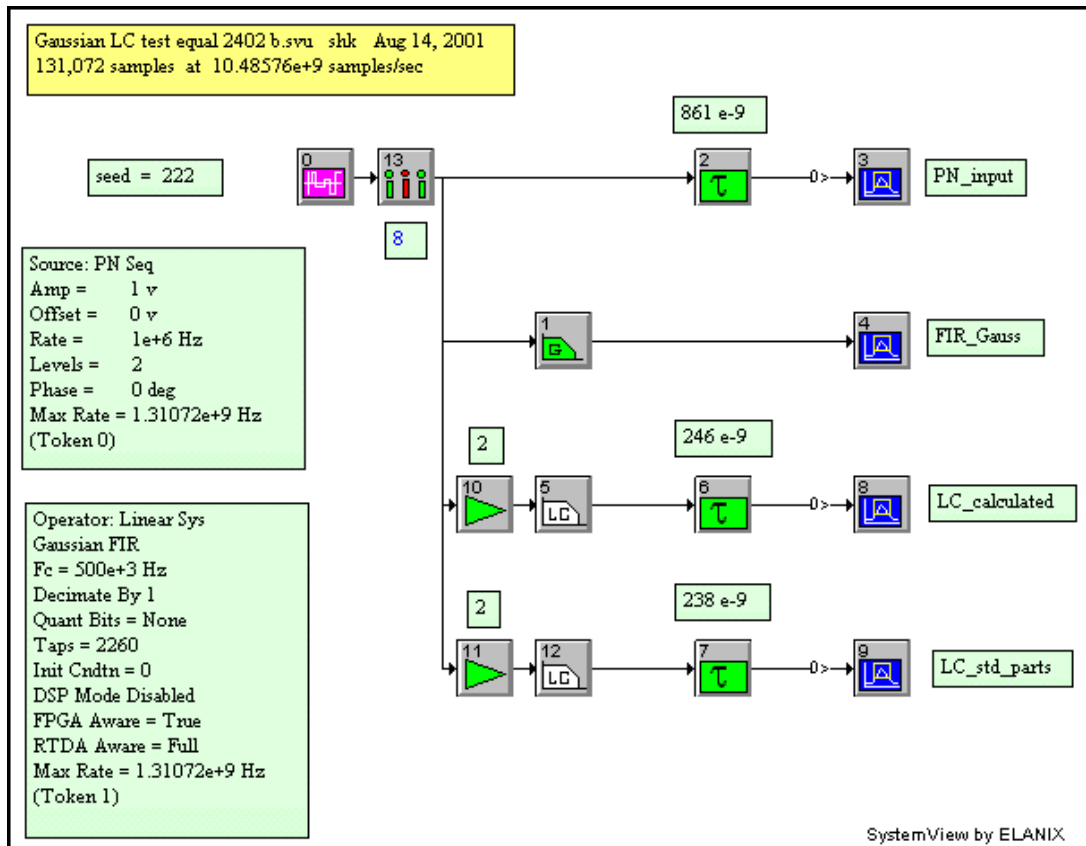 Gaussian LC test equal 2402 b.svu shk Aug 14, 2001
131,072 samples at 10.48576e+9 samples/sec
861 e-9
seed = 222
0
13
2
τ
0>
3
PN_input
8
Source: PN Seq
Amp = 1 v
Offset = 0 v
Rate = 1e+6 Hz
Levels = 2
Phase = 0 deg
Max Rate = 1.31072e+9 Hz
(Token 0)
1
G
4
FIR_Gauss
2
246 e-9
10
5
LC
6
τ
0>
8
LC_calculated
Operator: Linear Sys
Gaussian FIR
Fc = 500e+3 Hz
Decimate By 1
Quant Bits = None
Taps = 2260
Init Cndtn = 0
DSP Mode Disabled
FPGA Aware = True
RTDA Aware = Full
Max Rate = 1.31072e+9 Hz
(Token 1)
2
238 e-9
11
12
LC
7
τ
0>
9
LC_std_parts
SystemView by ELANIX